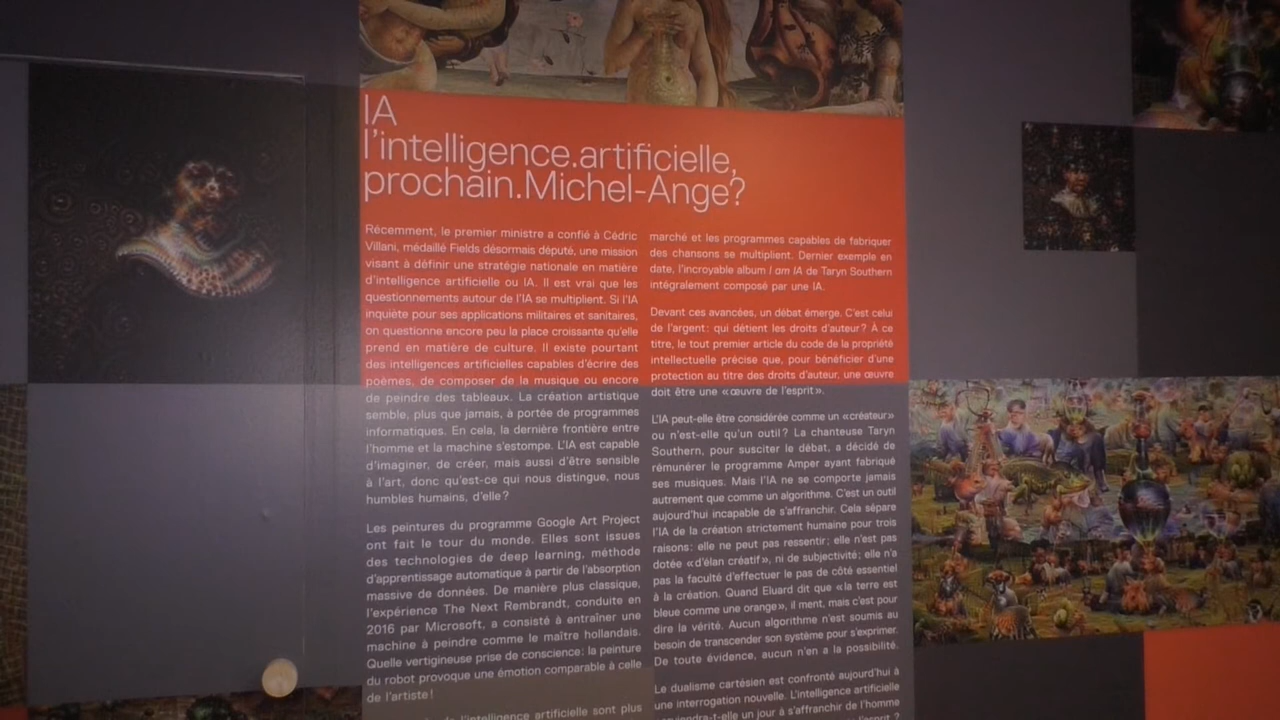 IA
l'intelligence.artificielle,
prochain.Michel-Ange?
Récemment, le premier ministre a confié à Cédric
Villani, médaillé Fields désormais député, une mission
visant à définir une stratégie nationale en matière
d'intelligence artificielle ou IA. Il est vrai que les
questionnements autour de l'IA se multiplient. Si l'IA
inquiète pour ses applications militaires et sanitaires,
on questionne encore peu la place croissante qu'elle
prend en matière de culture. Il existe pourtant
des intelligences artificielles capables d'écrire des
poèmes, de composer de la musique ou encore
de peindre des tableaux. La création artistique
semble, plus que jamais, à portée de programmes
informatiques. En cela, la dernière frontière entre
l'homme et la machine s'estompe. L'IA est capable
d'imaginer, de créer, mais aussi d'être sensible
à l'art, donc qu'est-ce qui nous distingue, nous
humbles humains, d'elle ?
Les peintures du programme Google Art Project
ont fait le tour du monde. Elles sont issues
des technologies de deep learning, méthode
d'apprentissage automatique à partir de l'absorption
massive de données. De manière plus classique,
l'expérience The Next Rembrandt, conduite en
2016 par Microsoft, a consisté à entraîner une
machine à peindre comme le maître hollandais.
Quelle vertigineuse prise de conscience : la peinture
du robot provoque une émotion comparable à celle
de l'artiste !
de l'intelligence artificielle sont plus
marché et les programmes capables de fabriquer
des chansons se multiplient. Dernier exemple en
date, l'incroyable album I am IA de Taryn Southern
intégralement composé par une IA.
Devant ces avancées, un débat émerge. C'est celui
de l'argent : qui détient les droits d'auteur ? À ce
titre, le tout premier article du code de la propriété
intellectuelle précise que, pour bénéficier d'une
protection au titre des droits d'auteur, une œuvre
doit être une « œuvre de l'esprit ».
L'IA peut-elle être considérée comme un « créateur »
ou n'est-elle qu'un outil ? La chanteuse Taryn
Southern, pour susciter le débat, a décidé de
rémunérer le programme Amper ayant fabriqué
ses musiques. Mais l'IA ne se comporte jamais
autrement que comme un algorithme. C'est un outil
aujourd'hui incapable de s'affranchir. Cela sépare
l'IA de la création strictement humaine pour trois
raisons : elle ne peut pas ressentir ; elle n'est pas
dotée « d'élan créatif », ni de subjectivité ; elle n'a
pas la faculté d'effectuer le pas de côté essentiel
à la création. Quand Eluard dit que « la terre est
bleue comme une orange », il ment, mais c'est pour
dire la vérité. Aucun algorithme n'est soumis au
besoin de transcender son système pour s'exprimer.
De toute évidence, aucun n'en a la possibilité.
Le dualisme cartésien est confronté aujourd'hui à
une interrogation nouvelle. L'intelligence artificielle
parviendra-t-elle un jour à s'affranchir de l'homme
l'esprit ?